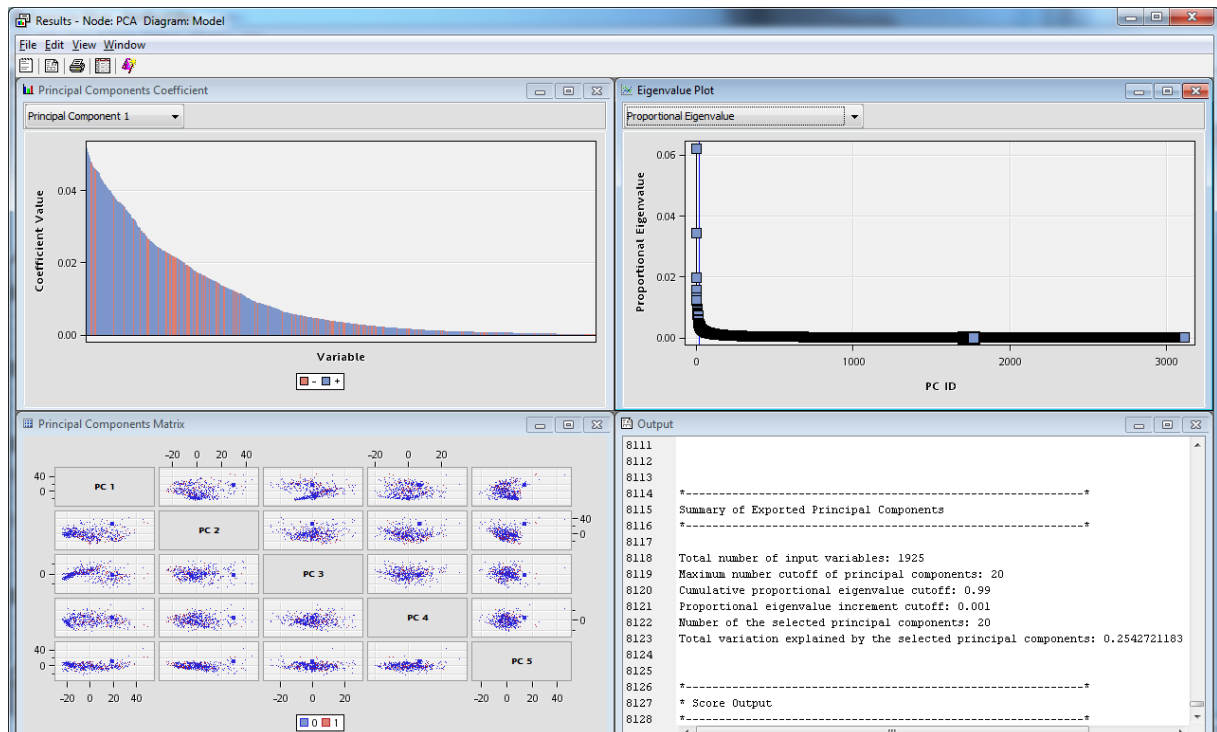 Results - Node: PCA Diagram: Model
File Edit View Window
Principal Components Coefficient
Principal Component 1
Coefficient Value
0.04
0.02
0.00
Variable
- +
Eigenvalue Plot
Proportional Eigenvalue
Proportional Eigenvalue
0.06
0.04
0.02
0.00
0 1000 2000 3000
PC ID
Principal Components Matrix
-20 0 20 40 -20 0 20
40
0
PC 1
PC 2
40
0
0
PC 3
PC 4
0
40
0
PC 5
-20 0 20 40 -20 0 20 -20 0 20 40
0 1
Output
8111
8112
8113
8114 *------------------------------------------------------------*
8115 Summary of Exported Principal Components
8116 *------------------------------------------------------------*
8117
8118 Total number of input variables: 1925
8119 Maximum number cutoff of principal components: 20
8120 Cumulative proportional eigenvalue cutoff: 0.99
8121 Proportional eigenvalue increment cutoff: 0.001
8122 Number of the selected principal components: 20
8123 Total variation explained by the selected principal components: 0.2542721183
8124
8125
8126 *------------------------------------------------------------*
8127 * Score Output
8128 *------------------------------------------------------------*